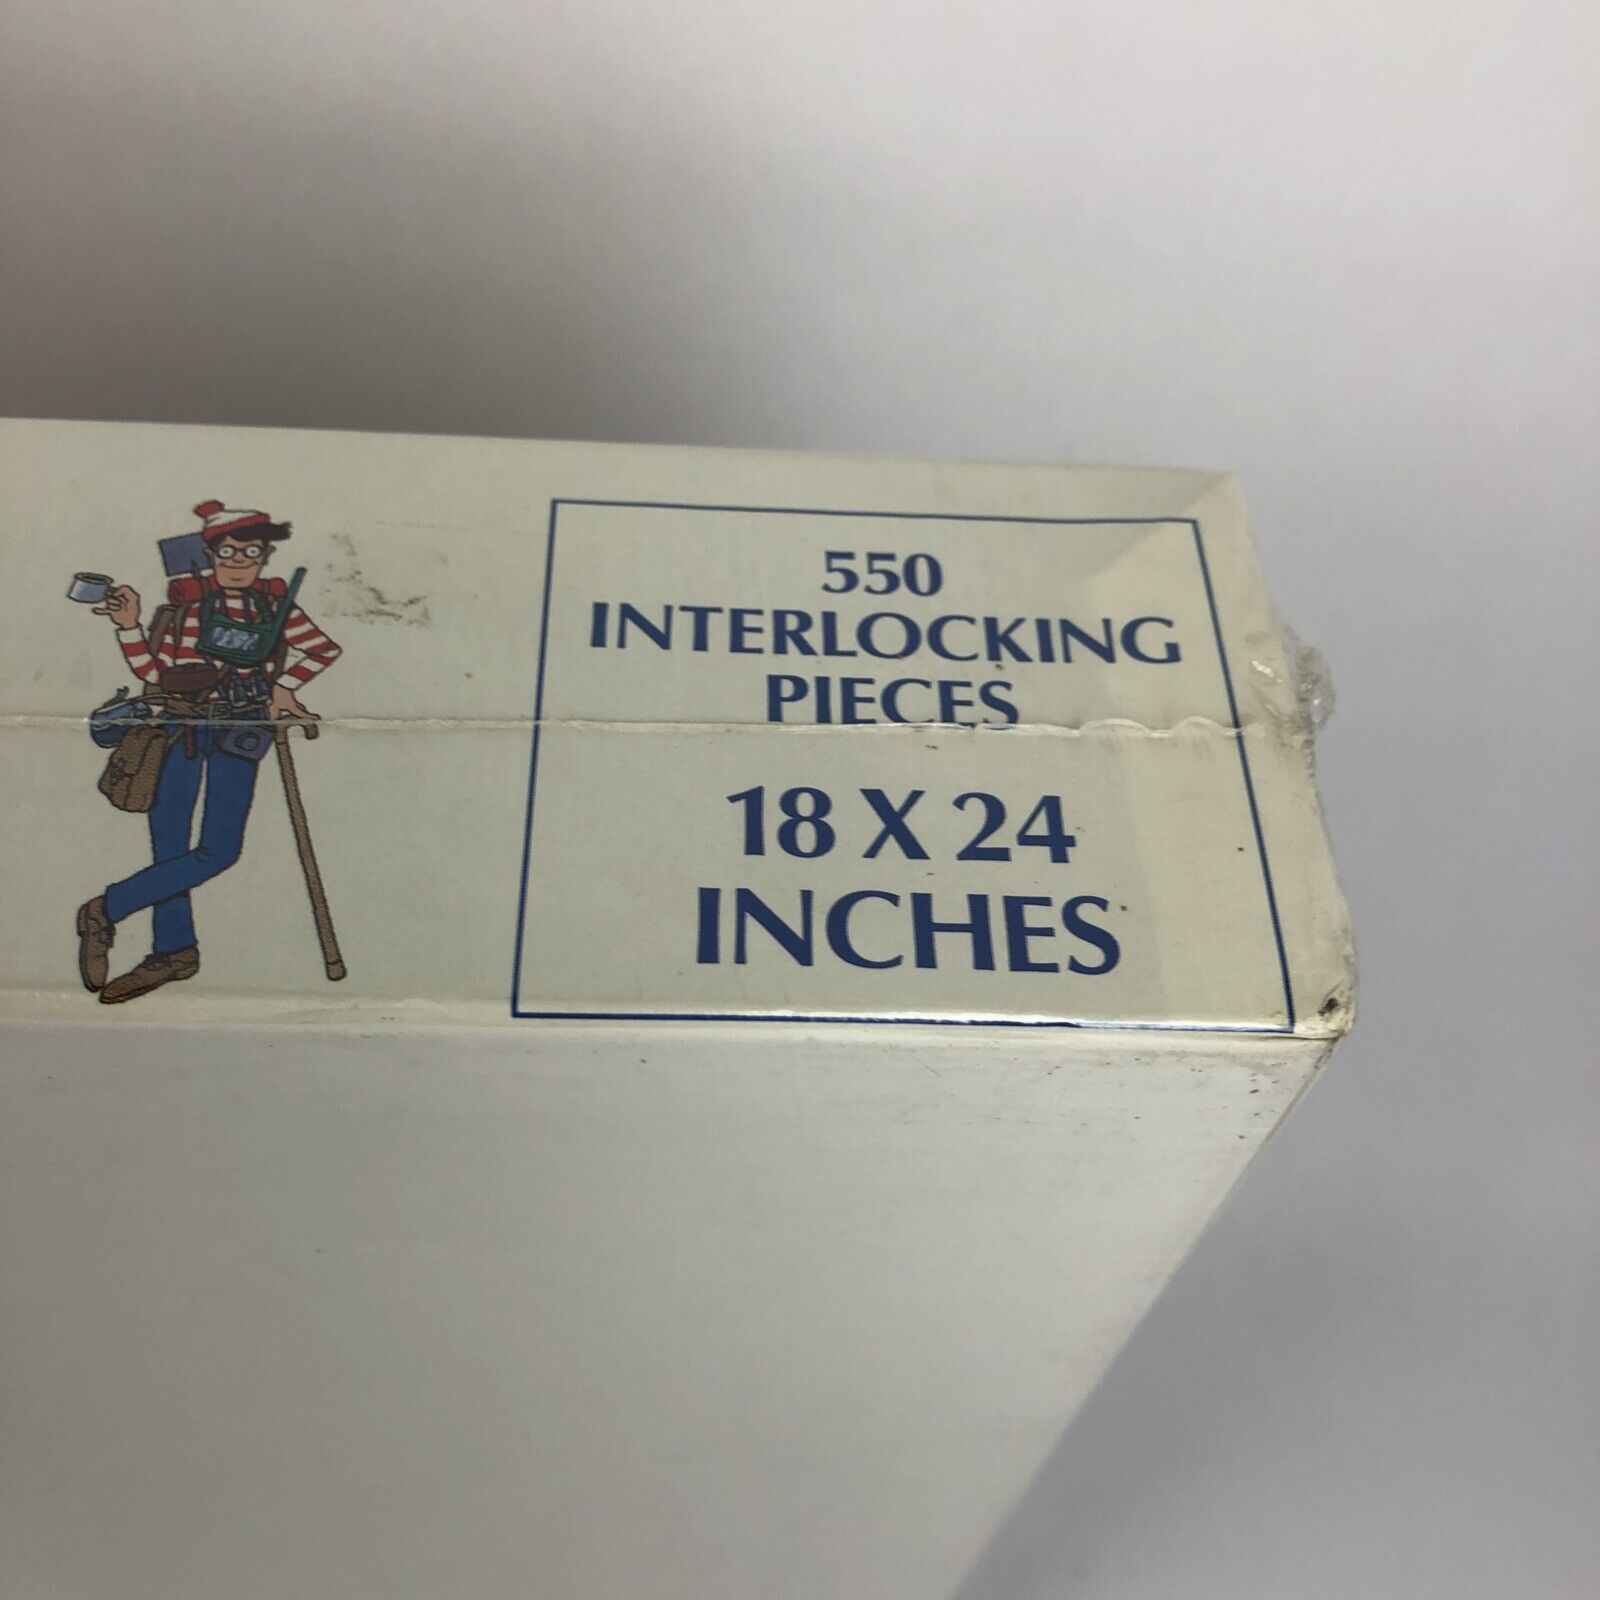 550
INTERLOCKING
PIECES
18 X 24
INCHES